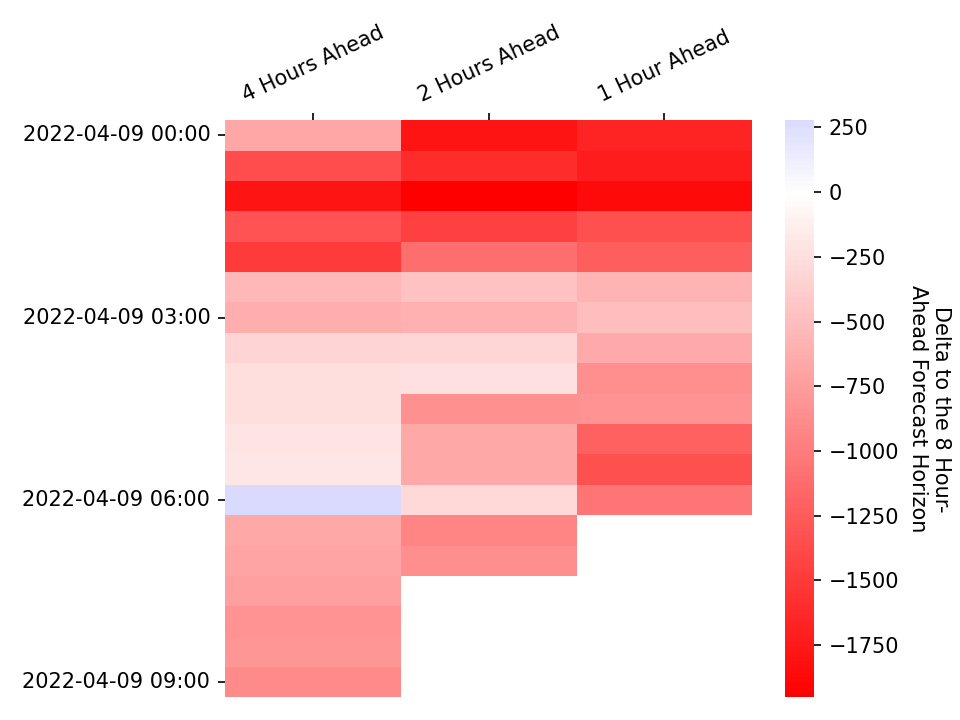 4 Hours Ahead
2 Hours Ahead
1 Hour Ahead
2022-04-09 00:00
2022-04-09 03:00
2022-04-09 06:00
2022-04-09 09:00
250
0
−250
−500
−750
−1000
−1250
−1500
−1750
Delta to the 8 Hour-
Ahead Forecast Horizon